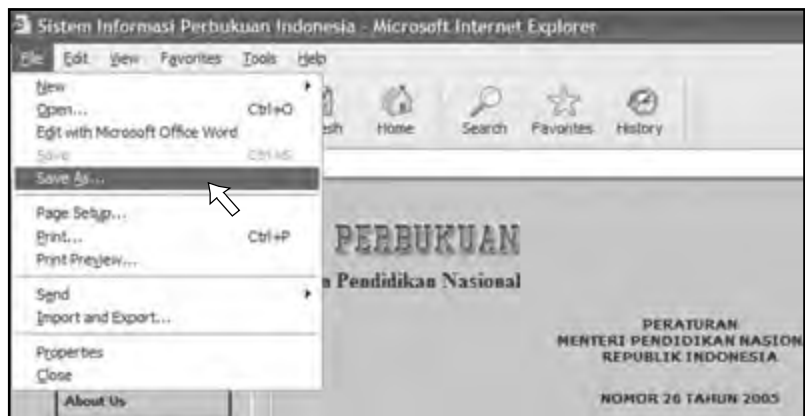 Sistem Informasi Perbukuan Indonesia - Microsoft Internet Explorer
File Edit View Favorites Tools Help
New
Open... Ctrl+O
Edit with Microsoft Office Word
Save Ctrl+S
Save As...
Page Setup...
Print... Ctrl+P
Print Preview...
Send
Import and Export...
Properties
Close
esh Home Search Favorites History
PERBUKUAN
n Pendidikan Nasional
PERATURAN
MENTERI PENDIDIKAN NASION
REPUBLIK INDONESIA
NOMOR 26 TAHUN 2005
About Us